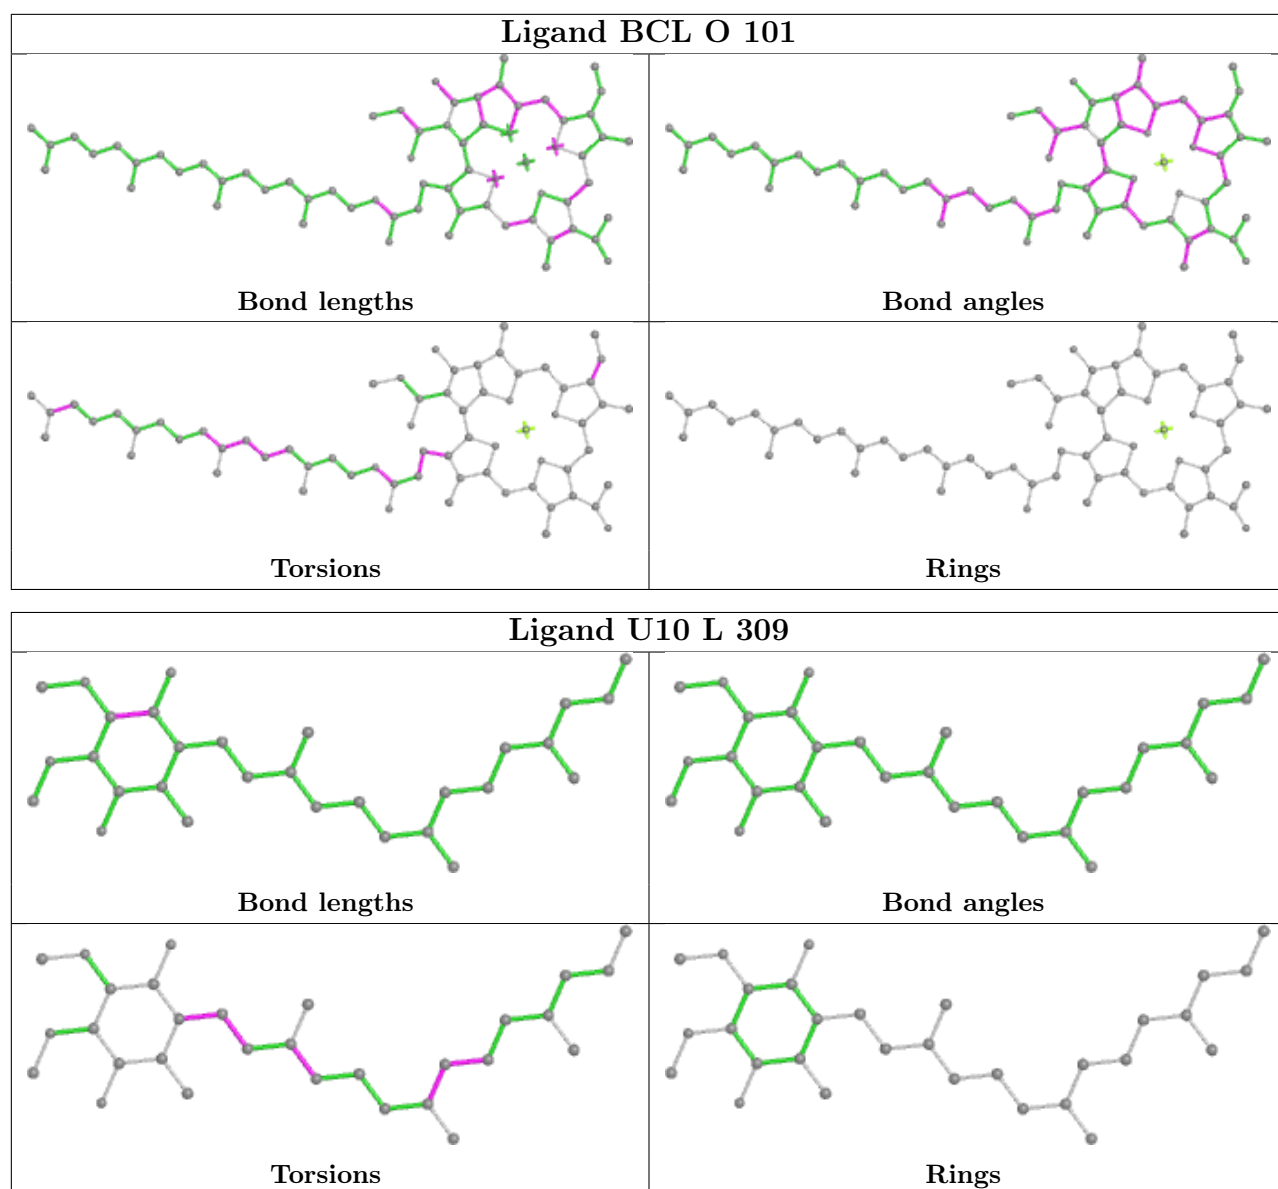 Ligand BCL O 101
Bond lengths
Bond angles
Torsions
Rings
Ligand U10 L 309
Bond lengths
Bond angles
Torsions
Rings